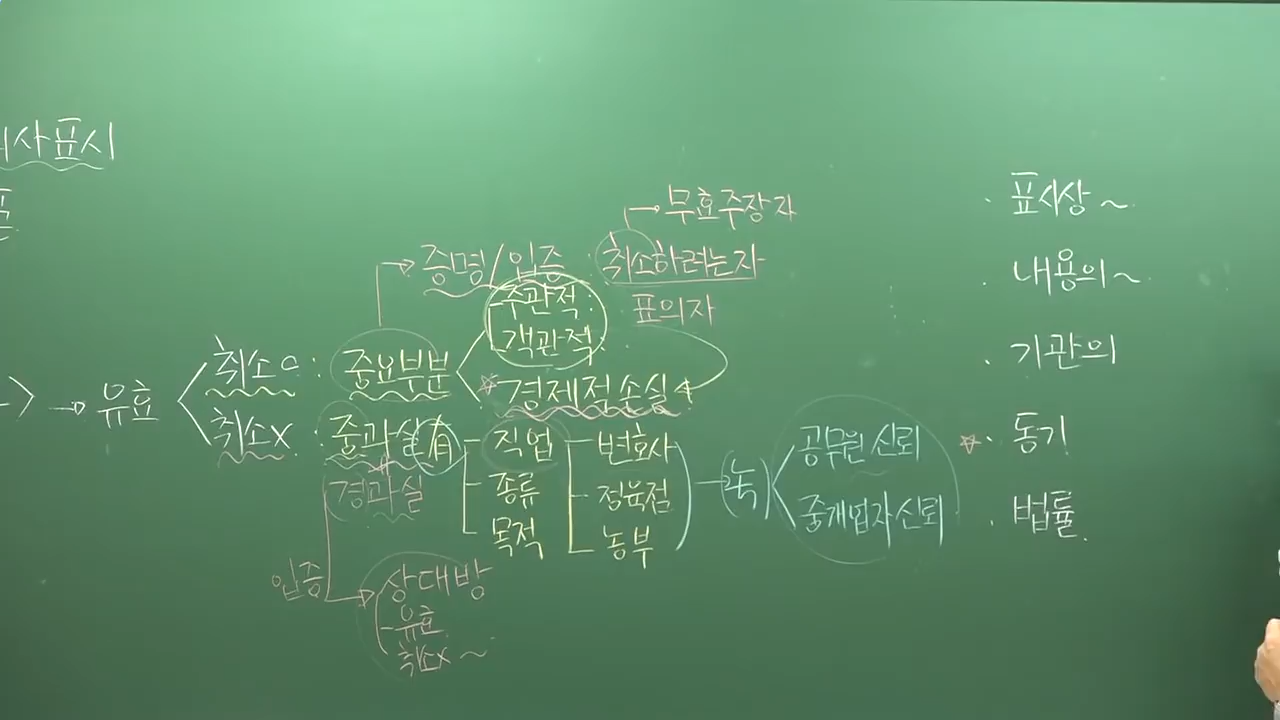 의사표시
→ 무효주장자
→ 증명/입증 : 취소하려는자
표의자
주관적
객관적
→ 유효
취소O : 중요부분
경제적손실
취소X : 중과실有
경과실
직업
종류
목적
변호사
정육점
농부
공무원 신뢰
중개업자 신뢰
입증 → 상대방
- 유효
취소X ~
· 표시상 ~
· 내용의 ~
· 기관의
☆ · 동기
· 법률